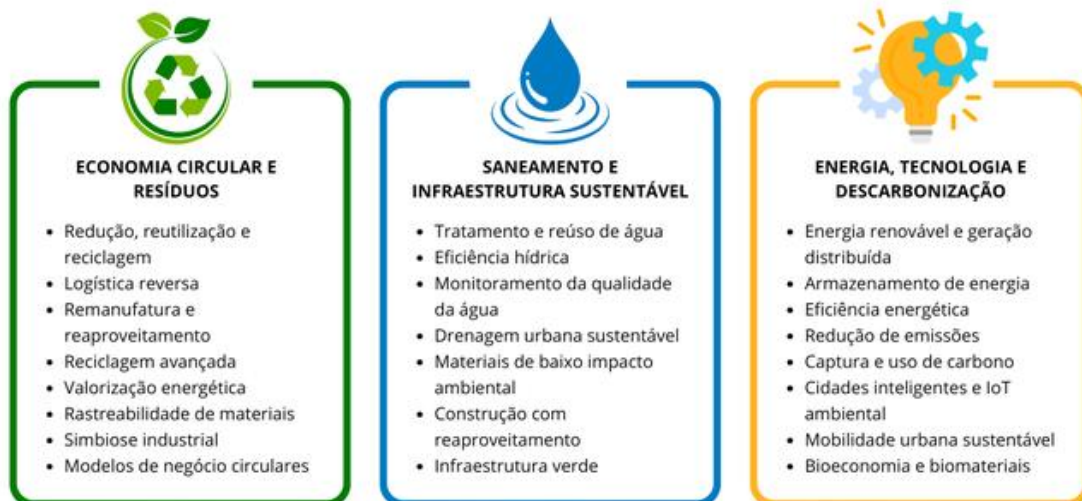 ECONOMIA CIRCULAR E
RESÍDUOS
• Redução, reutilização e
reciclagem
• Logística reversa
• Remanufatura e
reaproveitamento
• Reciclagem avançada
• Valorização energética
• Rastreabilidade de materiais
• Simbiose industrial
• Modelos de negócio circulares
SANEAMENTO E
INFRAESTRUTURA SUSTENTÁVEL
• Tratamento e reúso de água
• Eficiência hídrica
• Monitoramento da qualidade
da água
• Drenagem urbana sustentável
• Materiais de baixo impacto
ambiental
• Construção com
reaproveitamento
• Infraestrutura verde
ENERGIA, TECNOLOGIA E
DESCARBONIZAÇÃO
• Energia renovável e geração
distribuída
• Armazenamento de energia
• Eficiência energética
• Redução de emissões
• Captura e uso de carbono
• Cidades inteligentes e IoT
ambiental
• Mobilidade urbana sustentável
• Bioeconomia e biomateriais